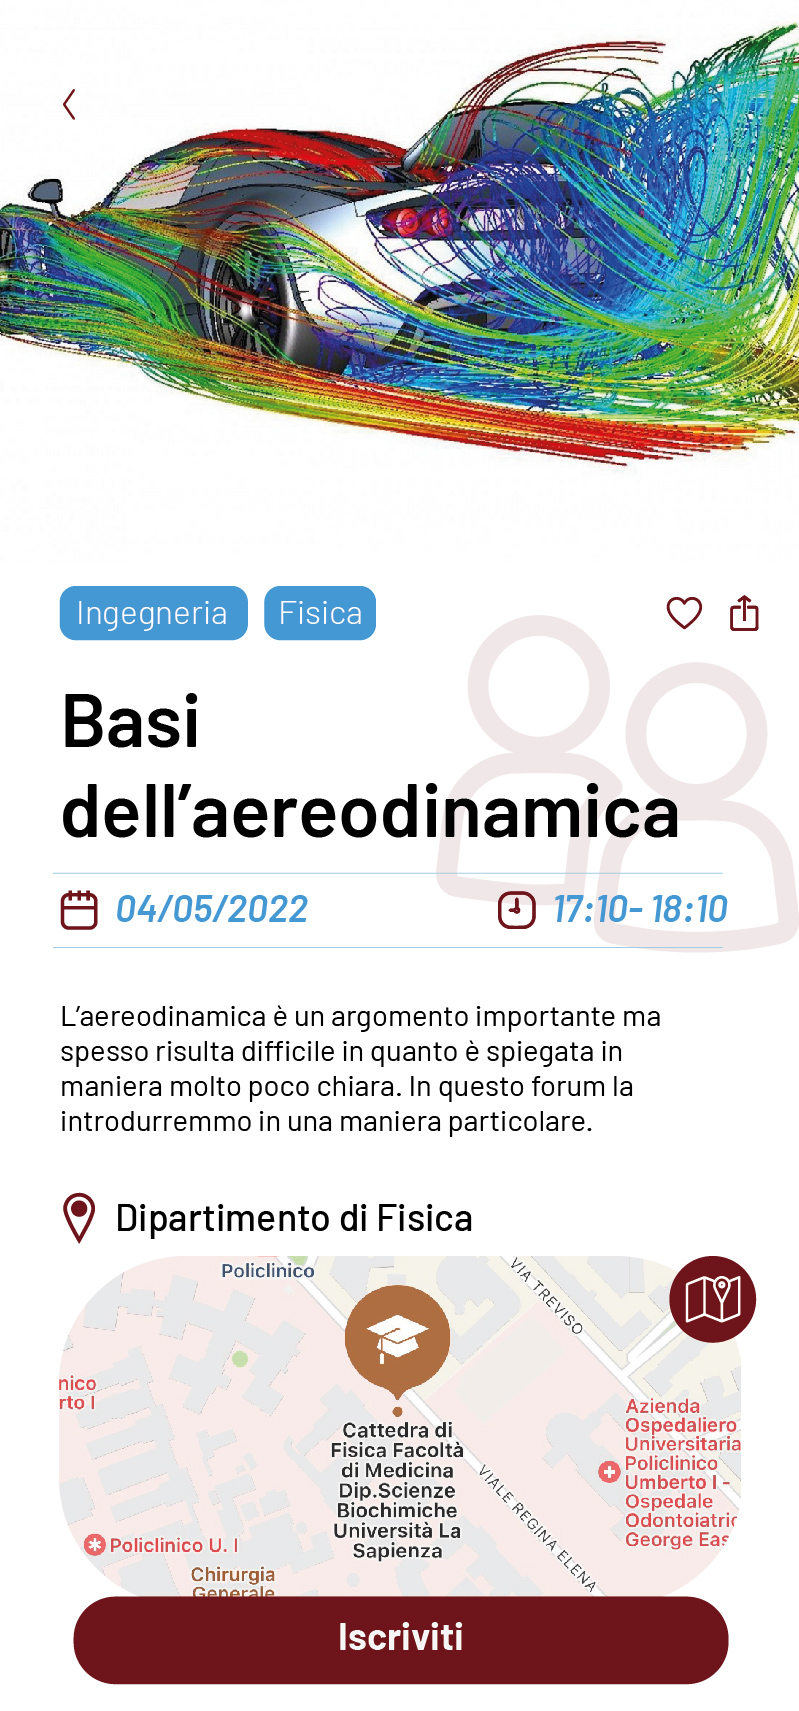 Ingegneria
Fisica
Basi
dell’aereodinamica
04/05/2022
17:10- 18:10
L’aereodinamica è un argomento importante ma
spesso risulta difficile in quanto è spiegata in
maniera molto poco chiara. In questo forum la
introdurremmo in una maniera particolare.
Dipartimento di Fisica
Policlinico
VIA TREVISO
nico
rto I
Cattedra di
Fisica Facoltà
di Medicina
Dip.Scienze
Biochimiche
Università La
Sapienza
VIALE REGINA ELENA
Azienda
Ospedaliero
Universitaria
Policlinico
Umberto I -
Ospedale
Odontoiatric
George Eas
Policlinico U. I
Chirurgia
Generale
Iscriviti